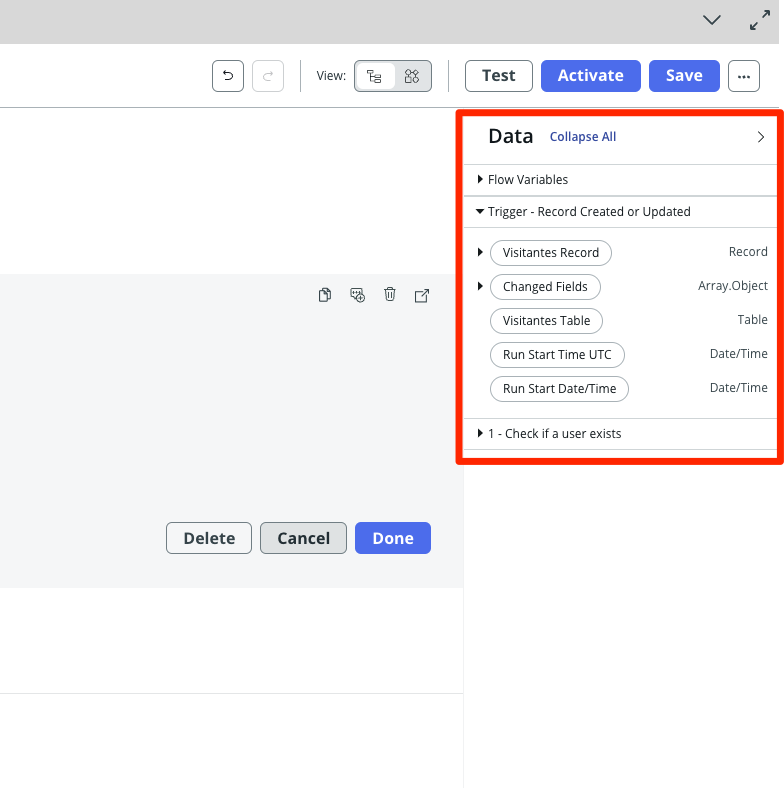 View:
Test
Activate
Save
Data Collapse All
Flow Variables
Trigger - Record Created or Updated
Visitantes Record Record
Changed Fields Array.Object
Visitantes Table Table
Run Start Time UTC Date/Time
Run Start Date/Time Date/Time
1 - Check if a user exists
Delete
Cancel
Done